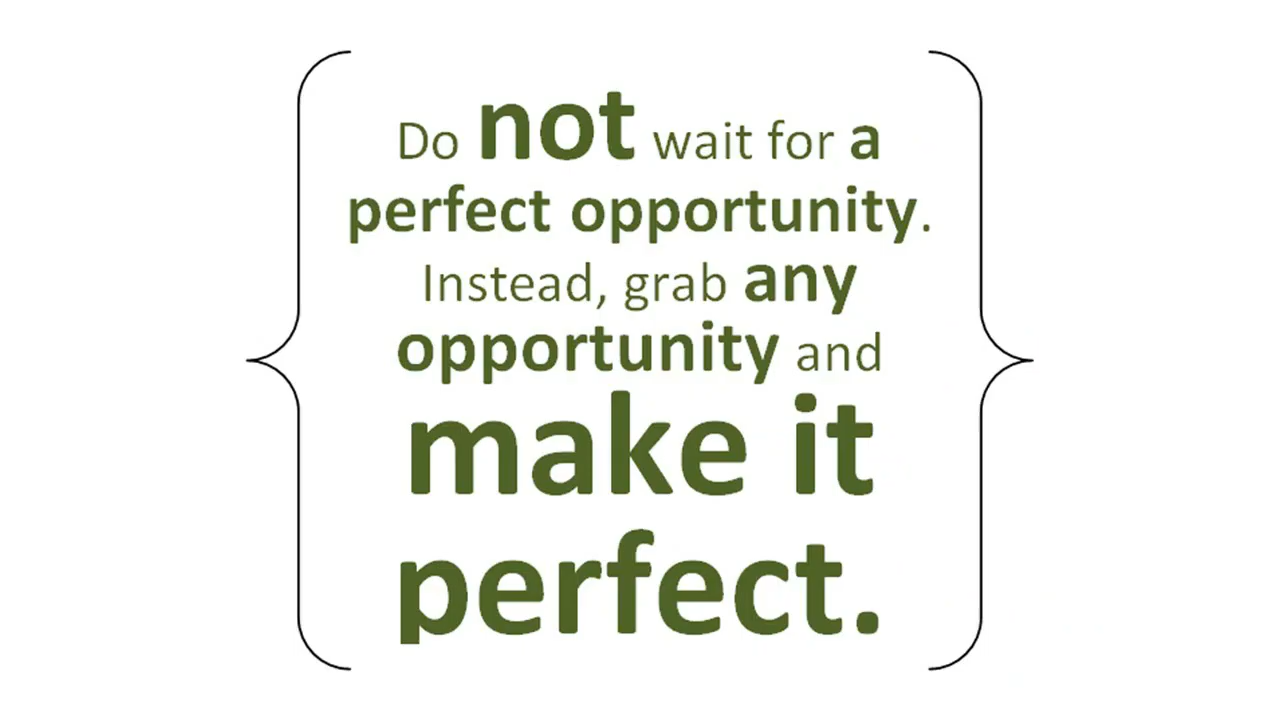 Do not wait for a
perfect opportunity.
Instead, grab any
opportunity and
make it
perfect.